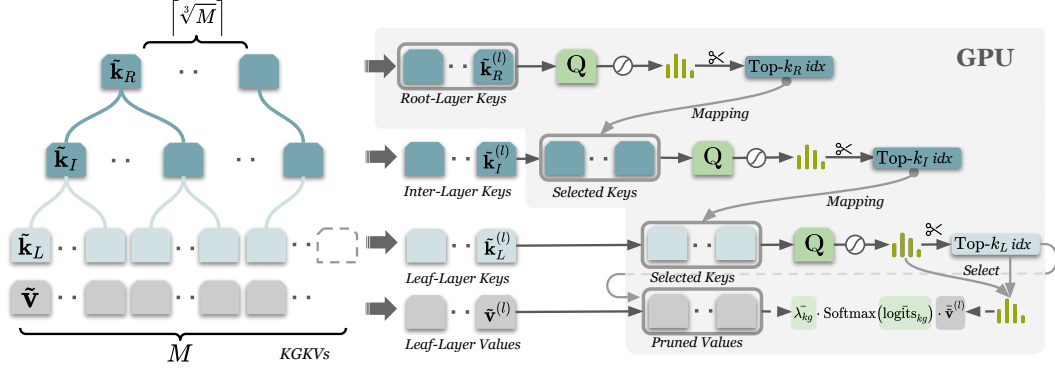 ⌈∛M⌉
k̃_R ··
GPU
·· k̃_R^(l) Q Top-k_R idx
Root-Layer Keys
Mapping
k̃_I ·· ··
·· k̃_I^(l) ·· Q Top-k_I idx
Inter-Layer Keys Selected Keys
Mapping
k̃_L ·· ·· ·· ··
·· k̃_L^(l) ·· Q Top-k_L idx
Leaf-Layer Keys Selected Keys Select
ṽ ·· ·· ·· ··
·· ṽ^(l) ·· λ̄_kg · Softmax(logīts_kg) · ṽ̄^(l)
Leaf-Layer Values Pruned Values
M KGKVs